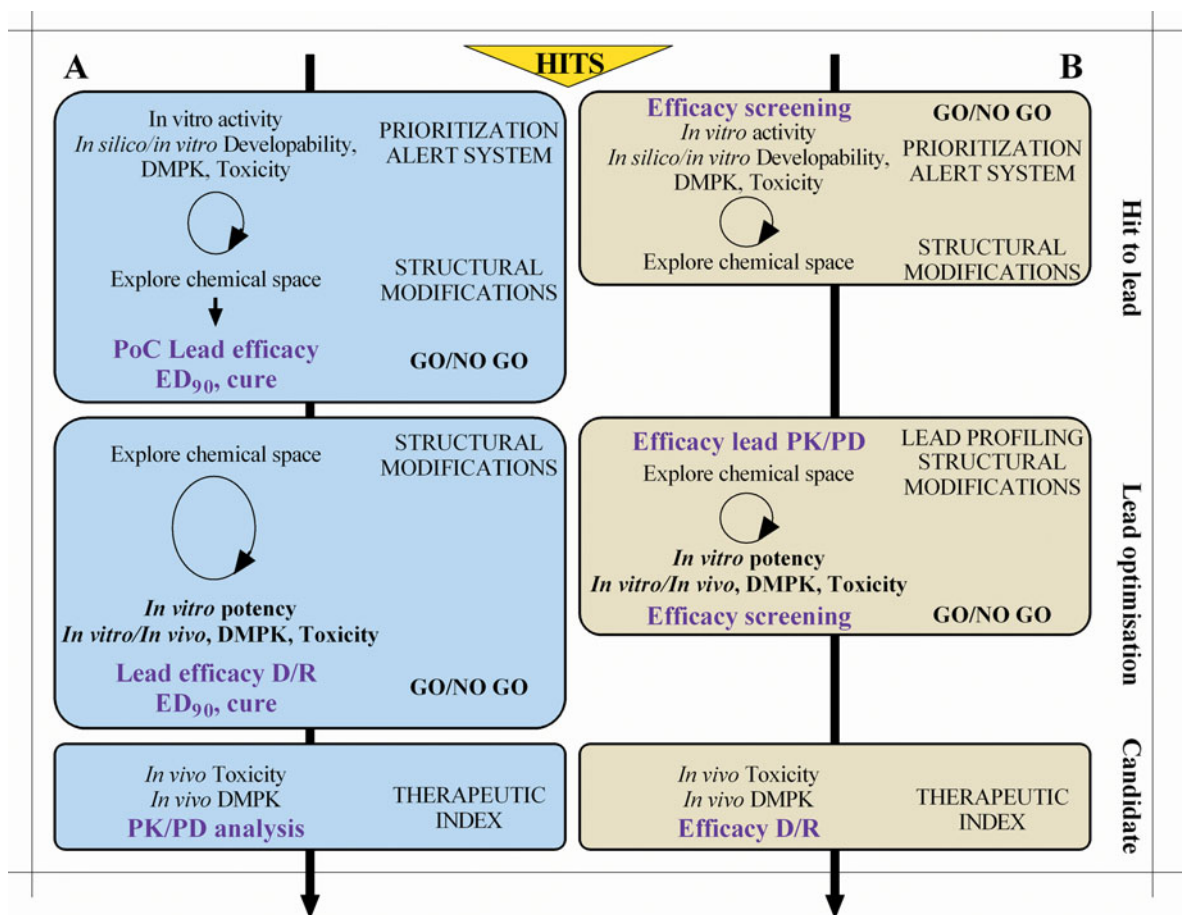 A
HITS
B
In vitro activity
In silico/in vitro Developability,
DMPK, Toxicity
PRIORITIZATION
ALERT SYSTEM
Explore chemical space
STRUCTURAL
MODIFICATIONS
PoC Lead efficacy
ED90, cure
GO/NO GO
Explore chemical space
STRUCTURAL
MODIFICATIONS
In vitro potency
In vitro/In vivo, DMPK, Toxicity
Lead efficacy D/R
ED90, cure
GO/NO GO
In vivo Toxicity
In vivo DMPK
PK/PD analysis
THERAPEUTIC
INDEX
Efficacy screening
GO/NO GO
In vitro activity
In silico/in vitro Developability,
DMPK, Toxicity
PRIORITIZATION
ALERT SYSTEM
Explore chemical space
STRUCTURAL
MODIFICATIONS
Efficacy lead PK/PD
Explore chemical space
LEAD PROFILING
STRUCTURAL
MODIFICATIONS
In vitro potency
In vitro/In vivo, DMPK, Toxicity
Efficacy screening
GO/NO GO
In vivo Toxicity
In vivo DMPK
Efficacy D/R
THERAPEUTIC
INDEX
Hit to lead
Lead optimisation
Candidate